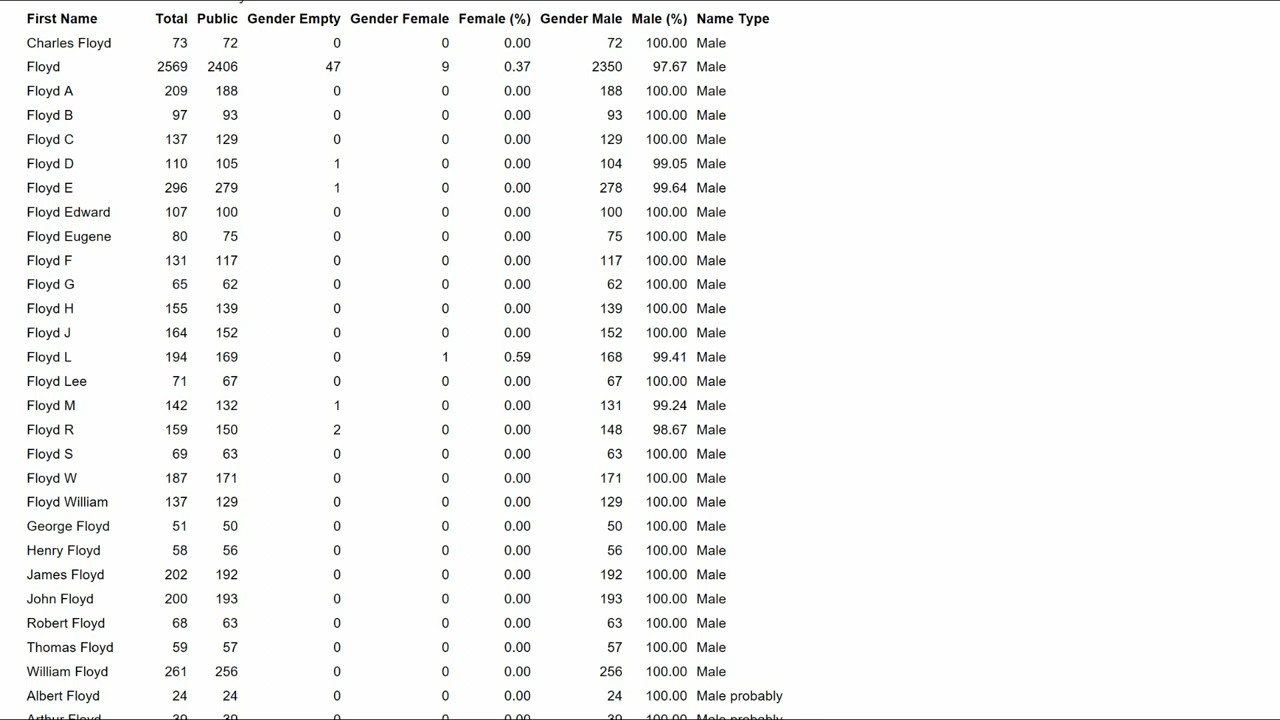 First Name Total Public Gender Empty Gender Female Female (%) Gender Male Male (%) Name Type
Charles Floyd 73 72 0 0 0.00 72 100.00 Male
Floyd 2569 2406 47 9 0.37 2350 97.67 Male
Floyd A 209 188 0 0 0.00 188 100.00 Male
Floyd B 97 93 0 0 0.00 93 100.00 Male
Floyd C 137 129 0 0 0.00 129 100.00 Male
Floyd D 110 105 1 0 0.00 104 99.05 Male
Floyd E 296 279 1 0 0.00 278 99.64 Male
Floyd Edward 107 100 0 0 0.00 100 100.00 Male
Floyd Eugene 80 75 0 0 0.00 75 100.00 Male
Floyd F 131 117 0 0 0.00 117 100.00 Male
Floyd G 65 62 0 0 0.00 62 100.00 Male
Floyd H 155 139 0 0 0.00 139 100.00 Male
Floyd J 164 152 0 0 0.00 152 100.00 Male
Floyd L 194 169 0 1 0.59 168 99.41 Male
Floyd Lee 71 67 0 0 0.00 67 100.00 Male
Floyd M 142 132 1 0 0.00 131 99.24 Male
Floyd R 159 150 2 0 0.00 148 98.67 Male
Floyd S 69 63 0 0 0.00 63 100.00 Male
Floyd W 187 171 0 0 0.00 171 100.00 Male
Floyd William 137 129 0 0 0.00 129 100.00 Male
George Floyd 51 50 0 0 0.00 50 100.00 Male
Henry Floyd 58 56 0 0 0.00 56 100.00 Male
James Floyd 202 192 0 0 0.00 192 100.00 Male
John Floyd 200 193 0 0 0.00 193 100.00 Male
Robert Floyd 68 63 0 0 0.00 63 100.00 Male
Thomas Floyd 59 57 0 0 0.00 57 100.00 Male
William Floyd 261 256 0 0 0.00 256 100.00 Male
Albert Floyd 24 24 0 0 0.00 24 100.00 Male probably
Arthur Floyd 39 39 0 0 0.00 39 100.00 Male probably